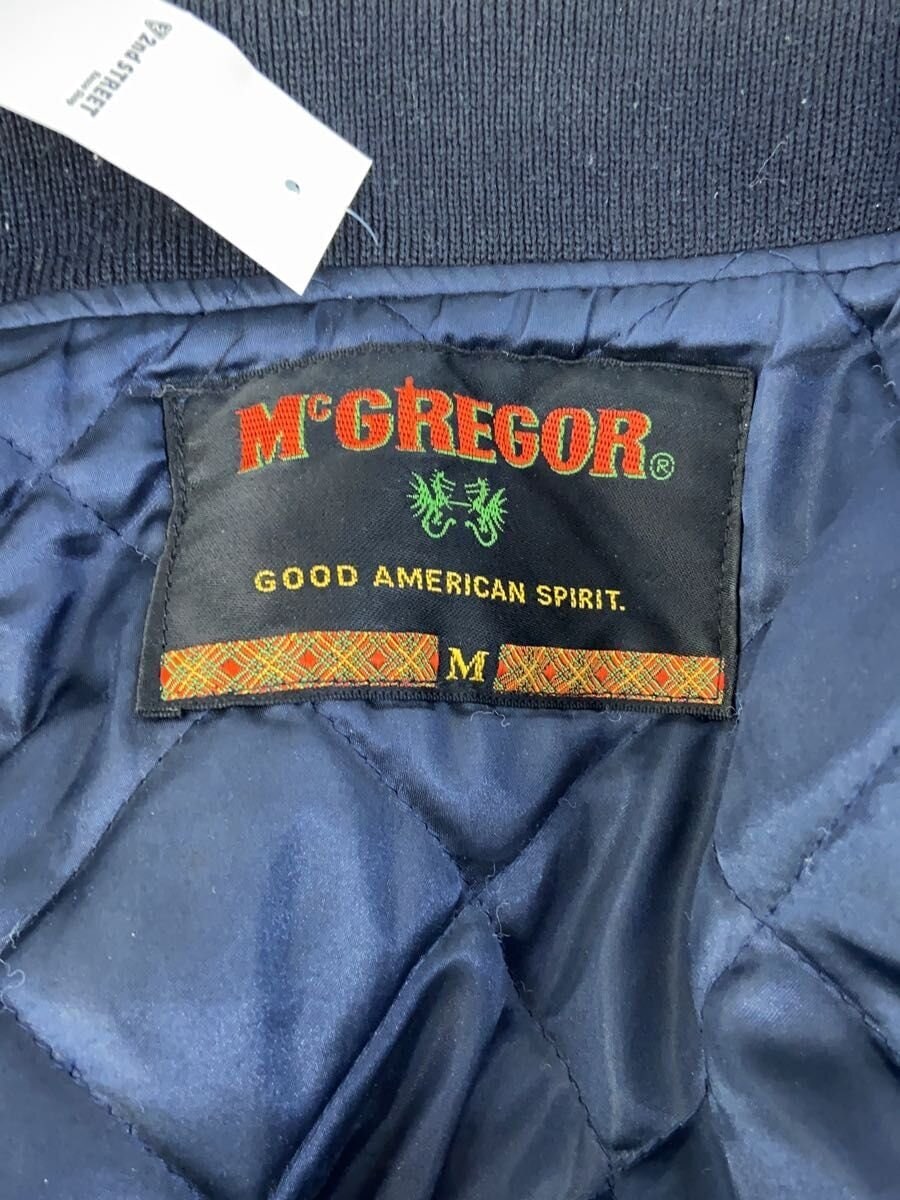 2nd STREET
McGREGOR®
GOOD AMERICAN SPIRIT.
M